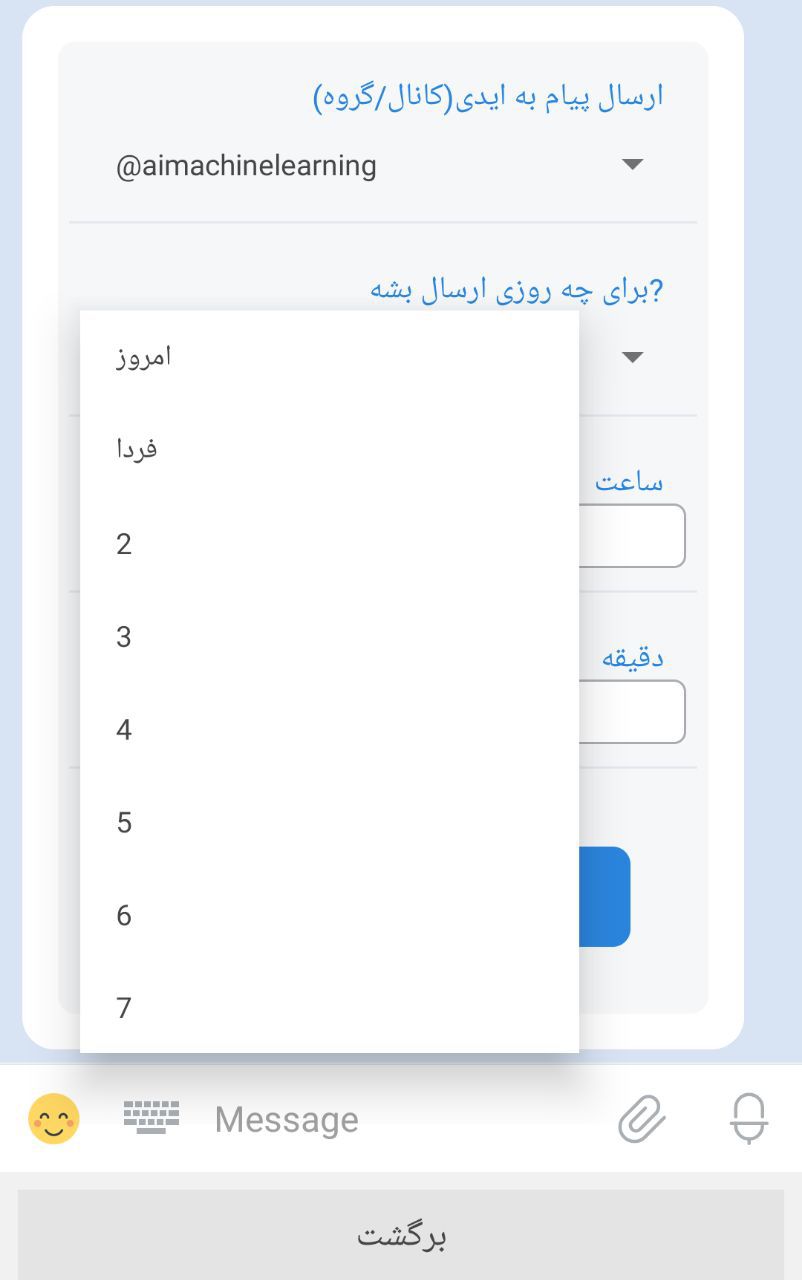 ارسال پیام به ایدی(کانال/گروه)
@aimachinelearning
برای چه روزی ارسال بشه?
امروز
فردا
ساعت
2
3
دقیقه
4
5
6
7
Message
برگشت